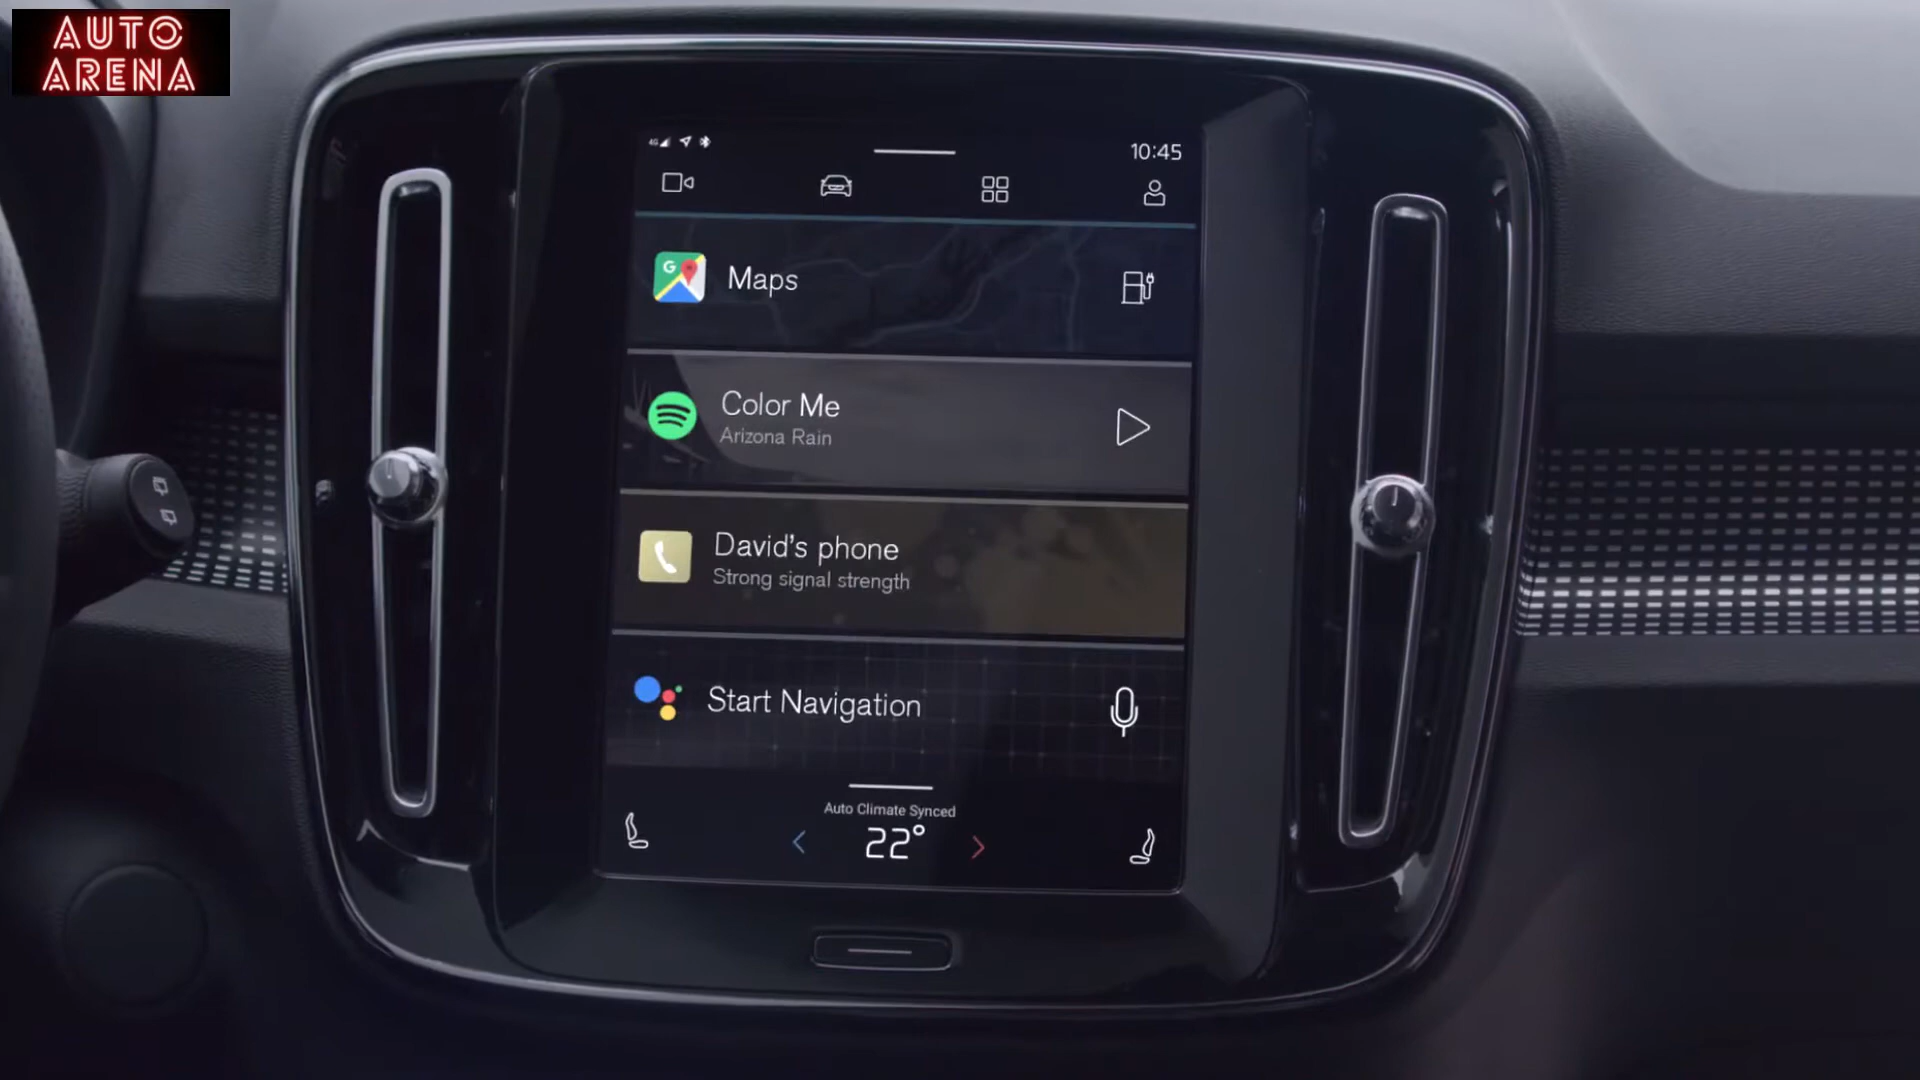 AUTO
ARENA
4G
10:45
G
Maps
Color Me
Arizona Rain
David's phone
Strong signal strength
Start Navigation
Auto Climate Synced
22°